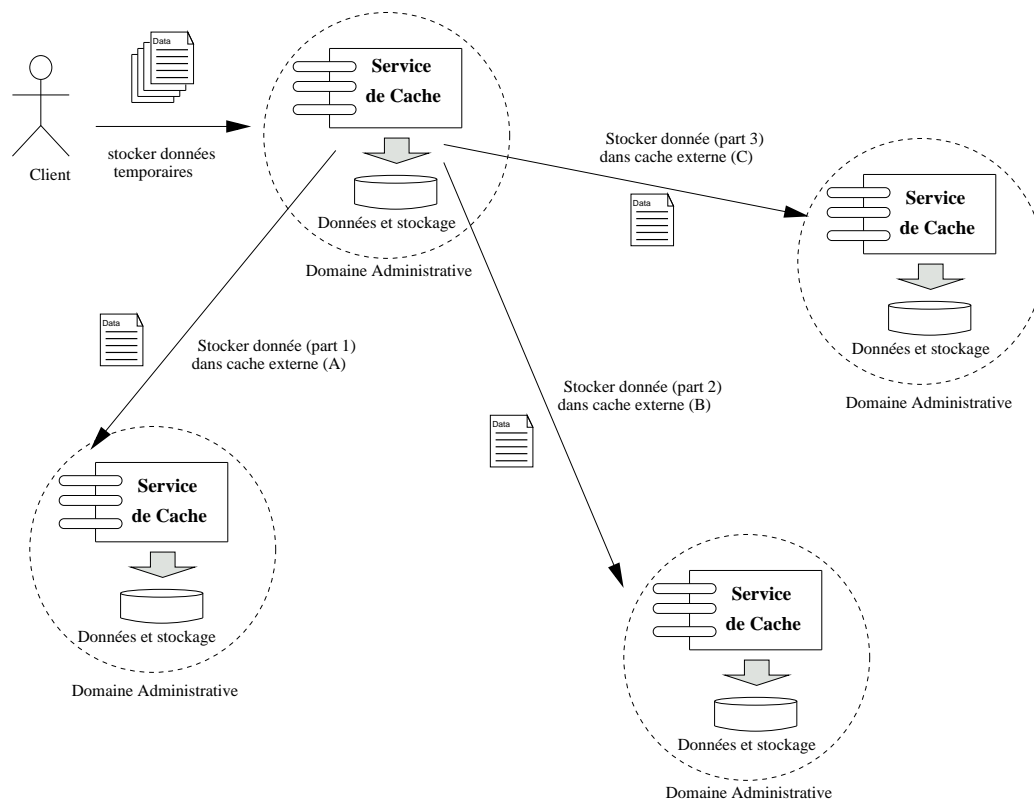 Data
Service
de Cache
stocker données
temporaires
Client
Données et stockage
Domaine Administrative
Stocker donnée (part 3)
dans cache externe (C)
Data
Service
de Cache
Données et stockage
Domaine Administrative
Data
Stocker donnée (part 1)
dans cache externe (A)
Stocker donnée (part 2)
dans cache externe (B)
Data
Service
de Cache
Données et stockage
Domaine Administrative
Service
de Cache
Données et stockage
Domaine Administrative